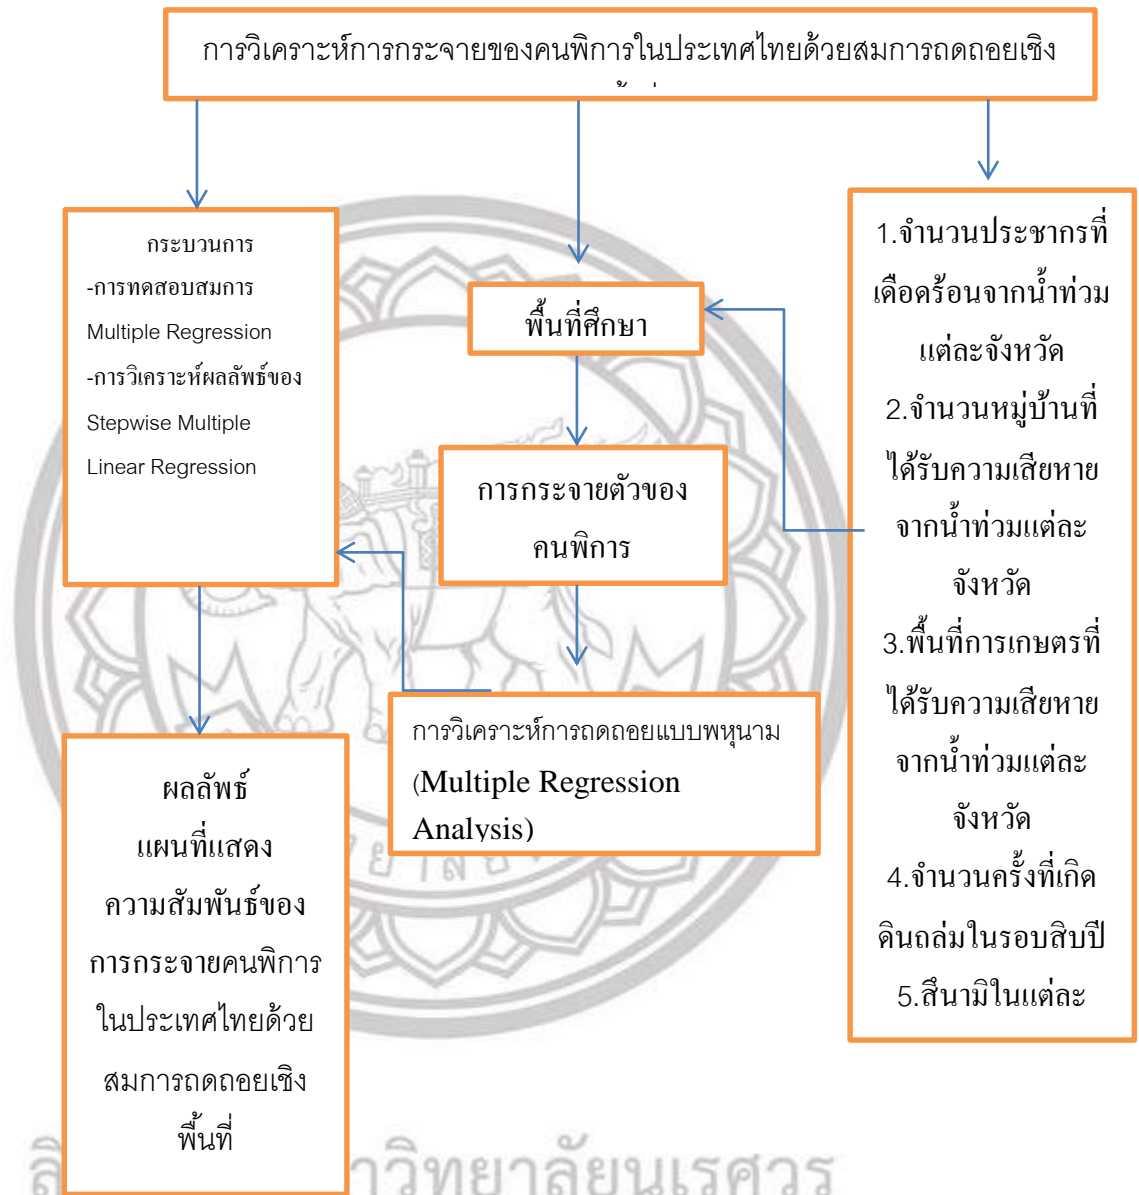 การวิเคราะห์การกระจายของคนพิการในประเทศไทยด้วยสมการถดถอยเชิง
กระบวนการ
-การทดสอบสมการ
Multiple Regression
-การวิเคราะห์ผลลัพธ์ของ
Stepwise Multiple
Linear Regression
พื้นที่ศึกษา
การกระจายตัวของ
คนพิการ
การวิเคราะห์การถดถอยแบบพหุนาม
(Multiple Regression
Analysis)
1.จำนวนประชากรที่
เดือดร้อนจากน้ำท่วม
แต่ละจังหวัด
2.จำนวนหมู่บ้านที่
ได้รับความเสียหาย
จากน้ำท่วมแต่ละ
จังหวัด
3.พื้นที่การเกษตรที่
ได้รับความเสียหาย
จากน้ำท่วมแต่ละ
จังหวัด
4.จำนวนครั้งที่เกิด
ดินถล่มในรอบสิบปี
5.สึนามิในแต่ละ
ผลลัพธ์
แผนที่แสดง
ความสัมพันธ์ของ
การกระจายคนพิการ
ในประเทศไทยด้วย
สมการถดถอยเชิง
พื้นที่
าวิทยาลัยนเรศวร